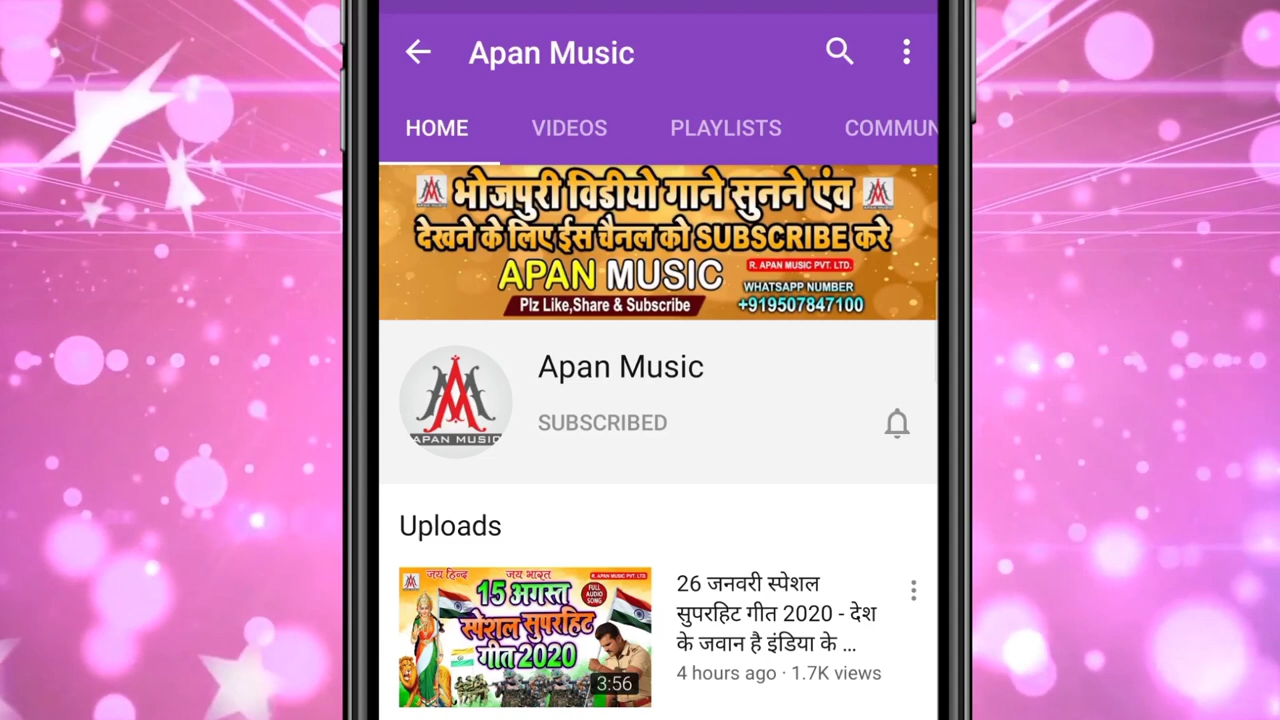 Apan Music
HOME VIDEOS PLAYLISTS COMMUN
भोजपुरी विडीयो गाने सुनने एंव
देखने के लिए ईस चैनल को SUBSCRIBE करे
APAN MUSIC
R. APAN MUSIC PVT. LTD.
WHATSAPP NUMBER
+919507847100
Plz Like,Share & Subscribe
Apan Music
SUBSCRIBED
APAN MUSIC
Uploads
जय हिन्द जय भारत
R. APAN MUSIC PVT. LTD
15 अगस्त
FULL
AUDIO
SONG
स्पेशल सुपरहिट
गीत 2020
3:56
26 जनवरी स्पेशल
सुपरहिट गीत 2020 - देश
के जवान है इंडिया के ...
4 hours ago · 1.7K views